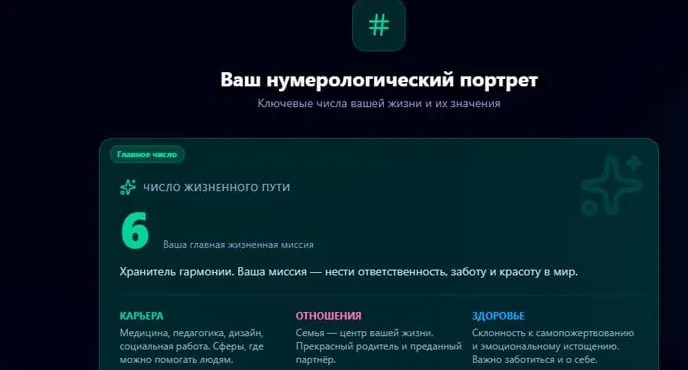 #
Ваш нумерологический портрет
Ключевые числа вашей жизни и их значения
Главное число
ЧИСЛО ЖИЗНЕННОГО ПУТИ
6 Ваша главная жизненная миссия
Хранитель гармонии. Ваша миссия — нести ответственность, заботу и красоту в мир.
КАРЬЕРА
Медицина, педагогика, дизайн,
социальная работа. Сферы, где
можно помогать людям.
ОТНОШЕНИЯ
Семья — центр вашей жизни.
Прекрасный родитель и преданный
партнёр.
ЗДОРОВЬЕ
Склонность к самопожертвованию
и эмоциональному истощению.
Важно заботиться и о себе.